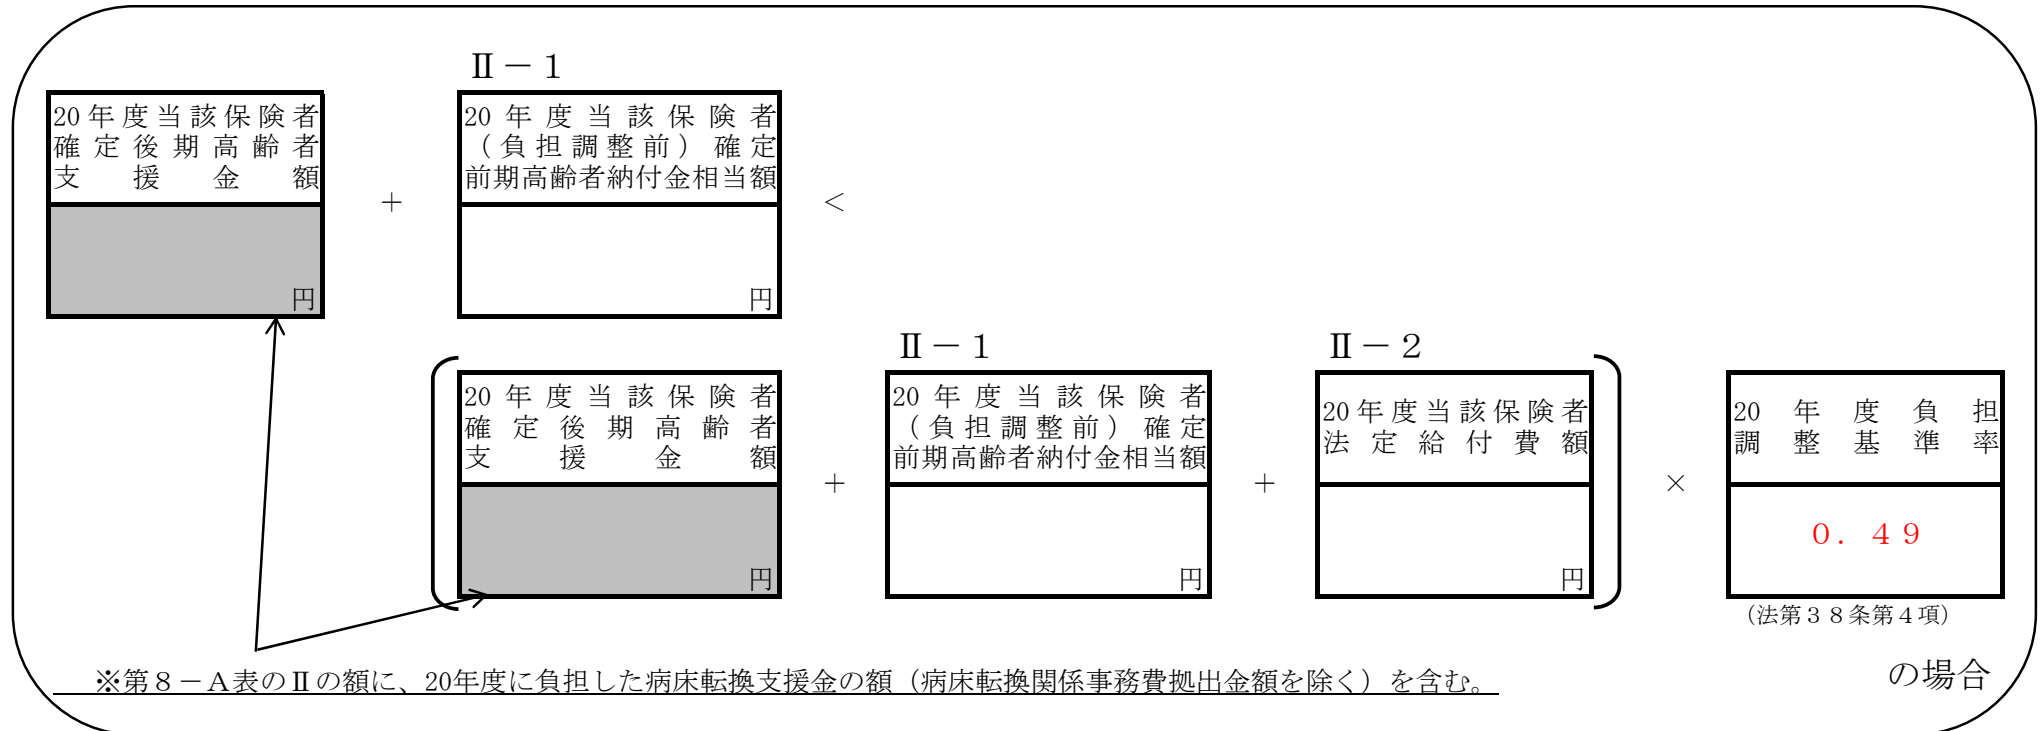 Ⅱ－１
20年度当該保険者
確定後期高齢者
支援金額
円
＋
20年度当該保険者
（負担調整前）確定
前期高齢者納付金相当額
円
＜
20年度当該保険者
確定後期高齢者
支援金額
円
＋
Ⅱ－１
20年度当該保険者
（負担調整前）確定
前期高齢者納付金相当額
円
＋
Ⅱ－２
20年度当該保険者
法定給付費額
円
×
20年度負担
調整基準率
０．４９
（法第３８条第４項）
※第８－Ａ表のⅡの額に、20年度に負担した病床転換支援金の額（病床転換関係事務費拠出金額を除く）を含む。
の場合